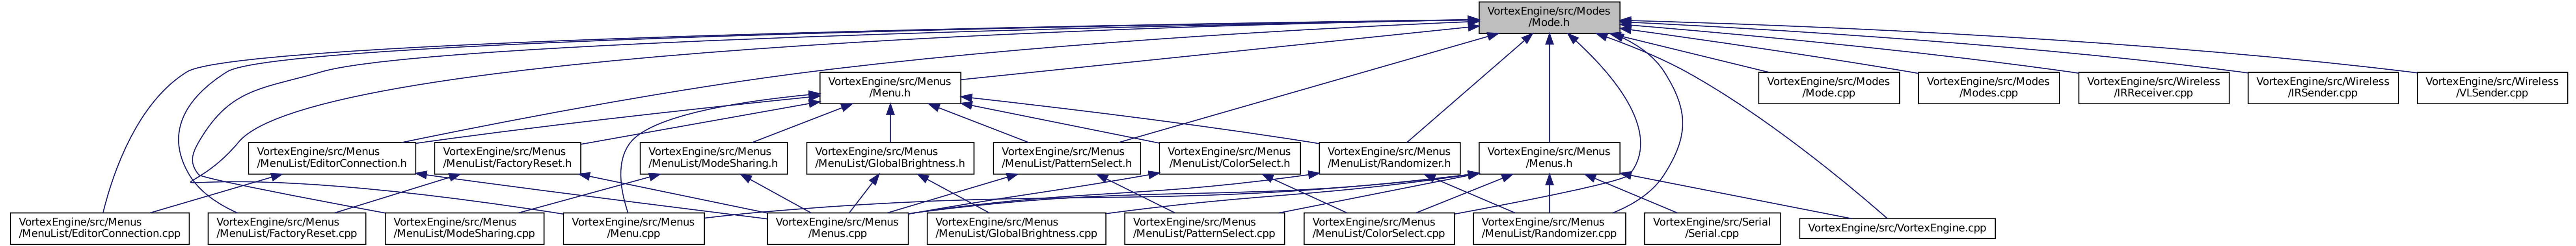 VortexEngine/src/Modes
/Mode.h
VortexEngine/src/Menus
/Menu.h
VortexEngine/src/Modes
/Mode.cpp
VortexEngine/src/Modes
/Modes.cpp
VortexEngine/src/Wireless
/IRReceiver.cpp
VortexEngine/src/Wireless
/IRSender.cpp
VortexEngine/src/Wireless
/VLSender.cpp
VortexEngine/src/Menus
/MenuList/EditorConnection.h
VortexEngine/src/Menus
/MenuList/FactoryReset.h
VortexEngine/src/Menus
/MenuList/ModeSharing.h
VortexEngine/src/Menus
/MenuList/GlobalBrightness.h
VortexEngine/src/Menus
/MenuList/PatternSelect.h
VortexEngine/src/Menus
/MenuList/ColorSelect.h
VortexEngine/src/Menus
/MenuList/Randomizer.h
VortexEngine/src/Menus
/Menus.h
VortexEngine/src/Menus
/MenuList/EditorConnection.cpp
VortexEngine/src/Menus
/MenuList/FactoryReset.cpp
VortexEngine/src/Menus
/MenuList/ModeSharing.cpp
VortexEngine/src/Menus
/Menu.cpp
VortexEngine/src/Menus
/Menus.cpp
VortexEngine/src/Menus
/MenuList/GlobalBrightness.cpp
VortexEngine/src/Menus
/MenuList/PatternSelect.cpp
VortexEngine/src/Menus
/MenuList/ColorSelect.cpp
VortexEngine/src/Menus
/MenuList/Randomizer.cpp
VortexEngine/src/Serial
/Serial.cpp
VortexEngine/src/VortexEngine.cpp